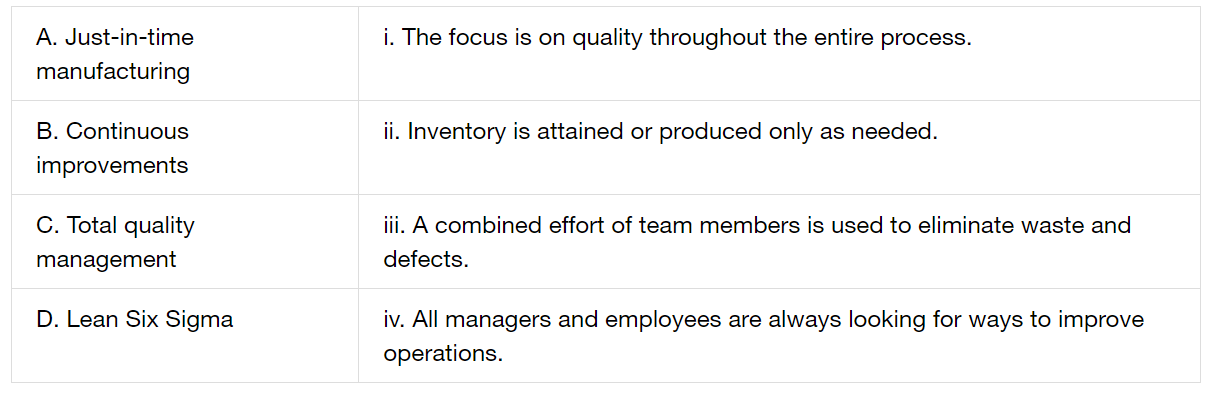 A. Just-in-time
manufacturing
i. The focus is on quality throughout the entire process.
B. Continuous
improvements
ii. Inventory is attained or produced only as needed.
C. Total quality
management
iii. A combined effort of team members is used to eliminate waste and
defects.
D. Lean Six Sigma
iv. All managers and employees are always looking for ways to improve
operations.